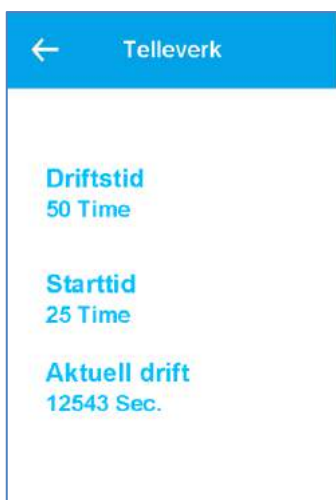 Telleverk
Driftstid
50 Time
Starttid
25 Time
Aktuell drift
12543 Sec.